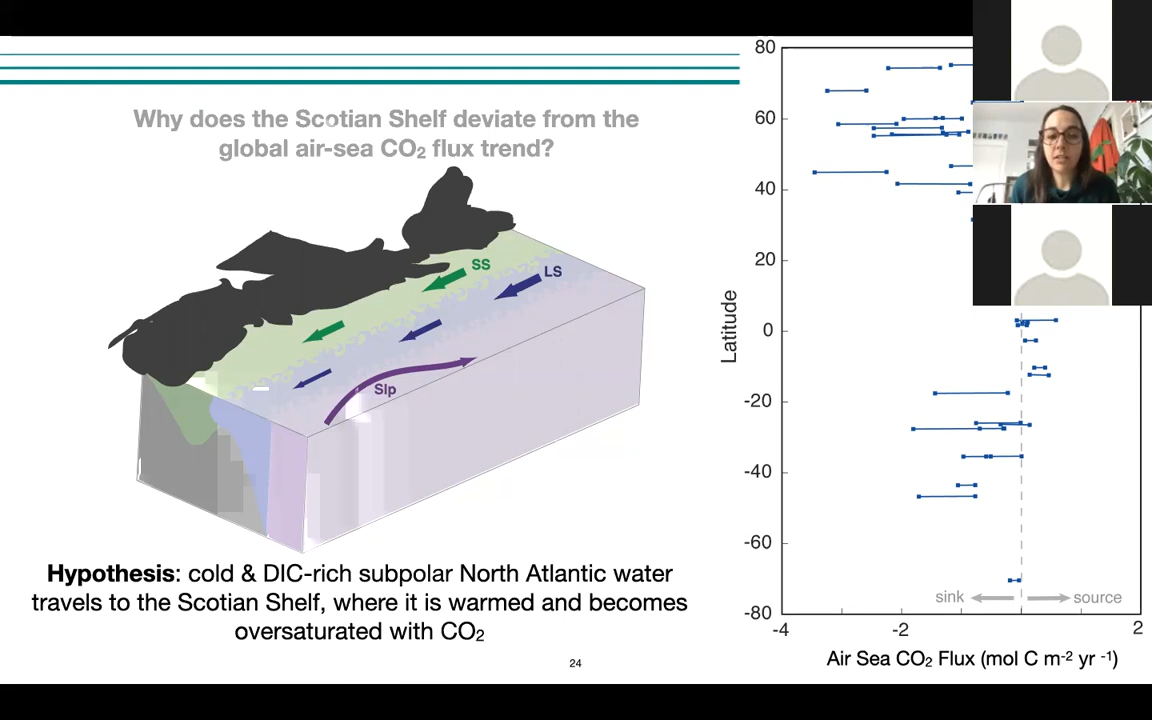 Why does the Scotian Shelf deviate from the
global air-sea CO₂ flux trend?
SS
LS
Slp
Hypothesis: cold & DIC-rich subpolar North Atlantic water
travels to the Scotian Shelf, where it is warmed and becomes
oversaturated with CO₂
24
80
60
40
20
0
-20
-40
-60
-80
Latitude
sink
source
-4
-2
2
Air Sea CO₂ Flux (mol C m⁻² yr ⁻¹)